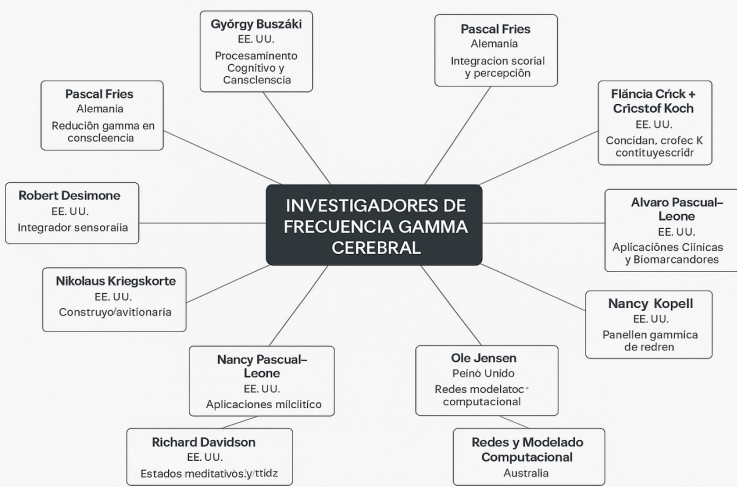 György Buszáki
EE. UU.
Procesaminento
Cognitivo y
Cansclenscia
Pascal Fries
Alemania
Integracion scorial
y percepción
Pascal Fries
Alemania
Redución gamma en
conscleencia
Fláncia Crick +
Cricstof Koch
EE. UU.
Concidan, crofec K
contituyescridr
Robert Desimone
EE. UU.
Integrador sensoralia
INVESTIGADORES DE
FRECUENCIA GAMMA
CEREBRAL
Alvaro Pascual–
Leone
EE. UU.
Aplicaciónes Ciínicas
y Biomarcandores
Nikolaus Kriegskorte
EE. UU.
Construyo/avitionaria
Nancy Kopell
EE. UU.
Panellen gammica
de redren
Nancy Pascual–
Leone
EE. UU.
Aplicaciones milciitíco
Ole Jensen
Peino Unido
Redes modelatoc
computacional
Richard Davidson
EE. UU.
Estados meditativos
Redes y Modelado
Computacional
Australia